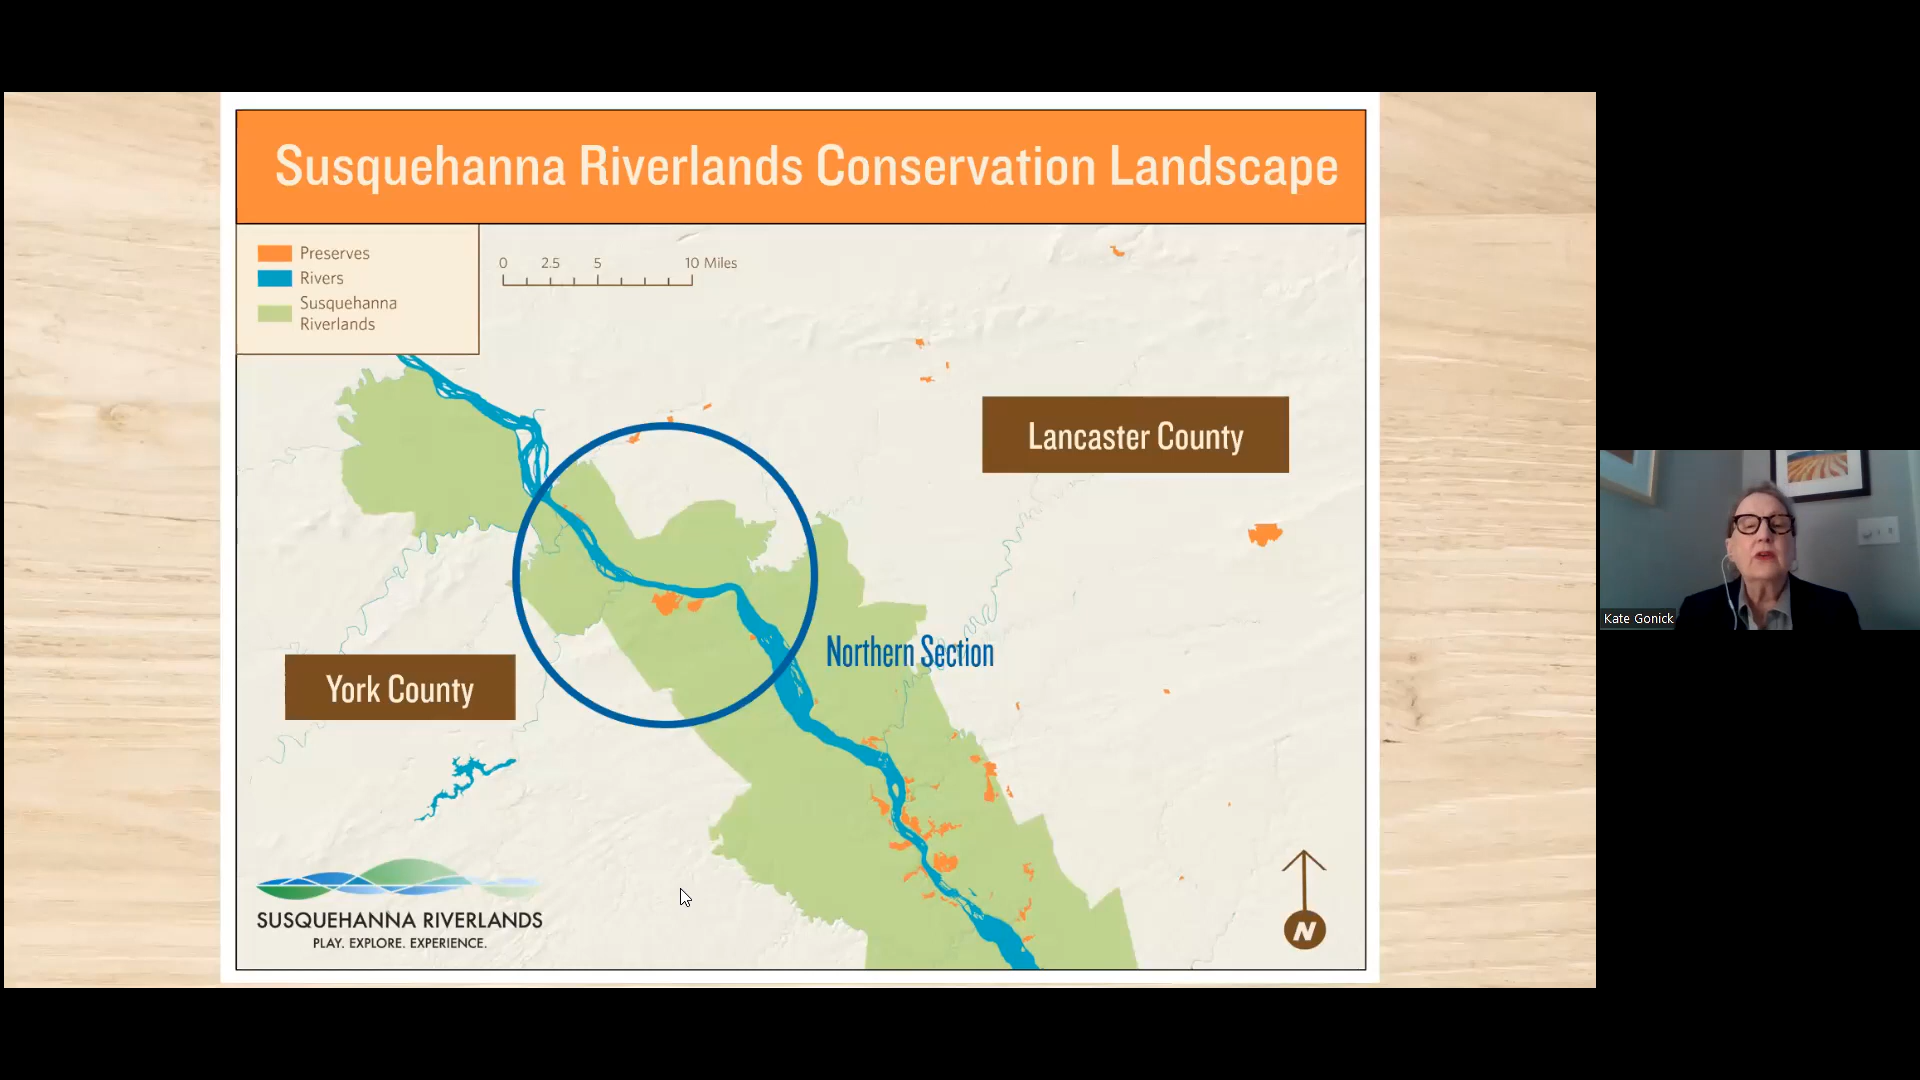 Susquehanna Riverlands Conservation Landscape
Preserves
Rivers
Susquehanna
Riverlands
0 2.5 5 10 Miles
Lancaster County
Northern Section
York County
Kate Gonick
SUSQUEHANNA RIVERLANDS
PLAY. EXPLORE. EXPERIENCE.
N